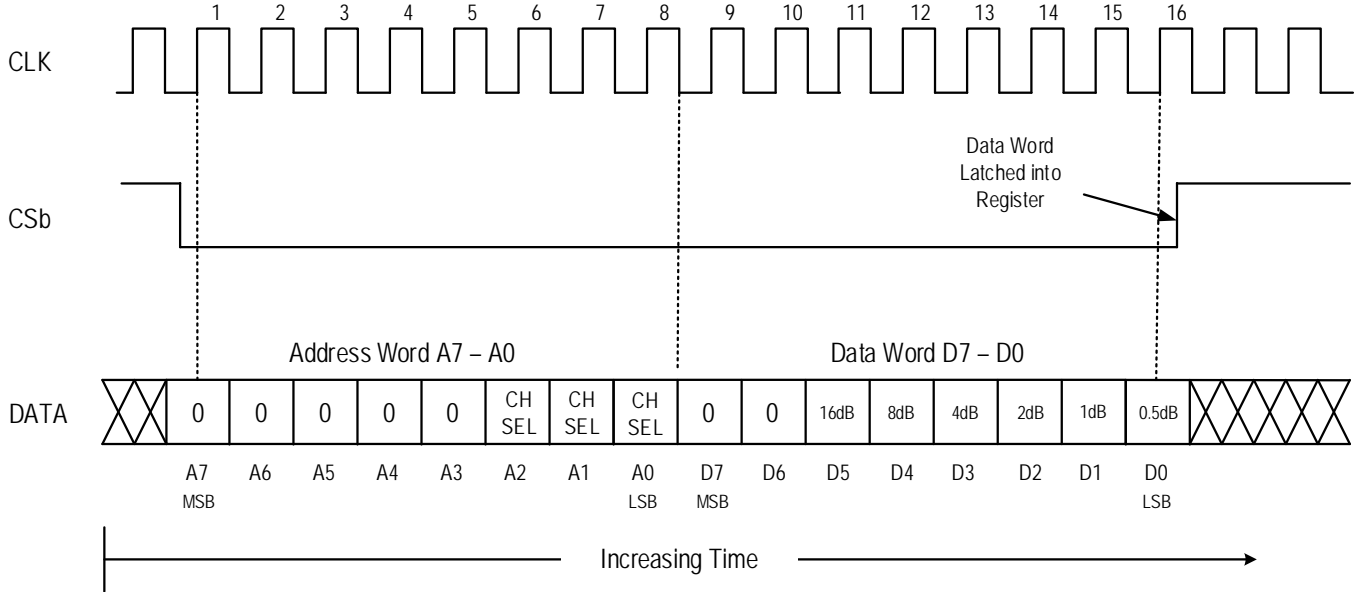 1 2 3 4 5 6 7 8 9 10 11 12 13 14 15 16
CLK
Data Word
Latched into
Register
CSb
Address Word A7 – A0
Data Word D7 – D0
DATA
0 0 0 0 0 CH SEL CH SEL CH SEL 0 0 16dB 8dB 4dB 2dB 1dB 0.5dB
A7 A6 A5 A4 A3 A2 A1 A0 D7 D6 D5 D4 D3 D2 D1 D0
MSB LSB MSB LSB
Increasing Time